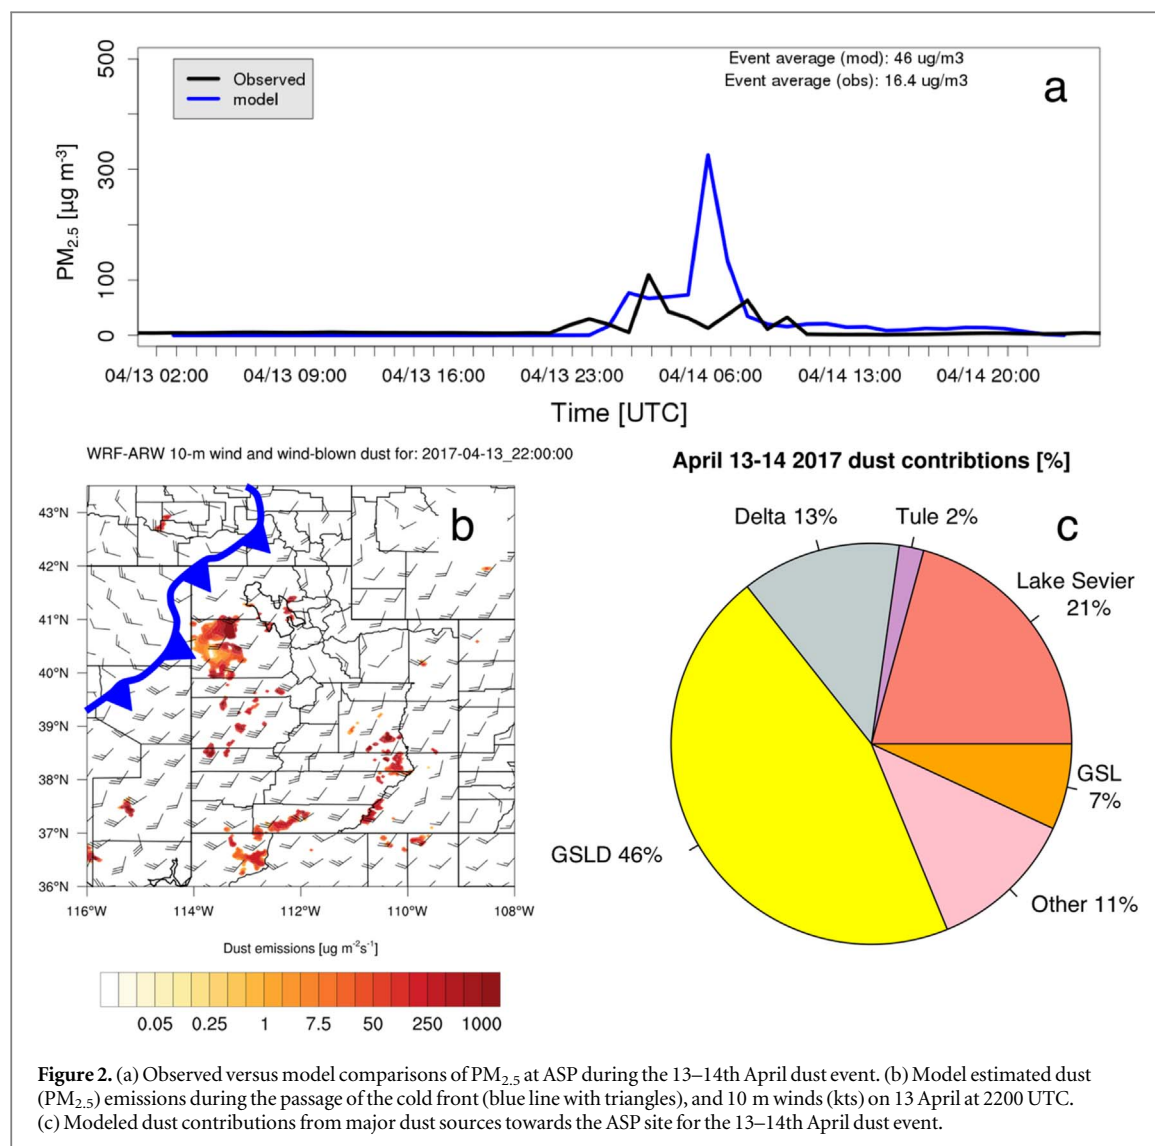 500
300
100
0
PM2.5 [µg m-3]
Observed
model
Event average (mod): 46 ug/m3
Event average (obs): 16.4 ug/m3
a
04/13 02:00 04/13 09:00 04/13 16:00 04/13 23:00 04/14 06:00 04/14 13:00 04/14 20:00
Time [UTC]
WRF-ARW 10-m wind and wind-blown dust for: 2017-04-13_22:00:00
b
43°N
42°N
41°N
40°N
39°N
38°N
37°N
36°N
116°W 114°W 112°W 110°W 108°W
Dust emissions [ug m-2s-1]
0.05 0.25 1 7.5 50 250 1000
April 13-14 2017 dust contribtions [%]
c
Delta 13%
Tule 2%
Lake Sevier
21%
GSL
7%
Other 11%
GSLD 46%
Figure 2. (a) Observed versus model comparisons of PM2.5 at ASP during the 13–14th April dust event. (b) Model estimated dust
(PM2.5) emissions during the passage of the cold front (blue line with triangles), and 10 m winds (kts) on 13 April at 2200 UTC.
(c) Modeled dust contributions from major dust sources towards the ASP site for the 13–14th April dust event.